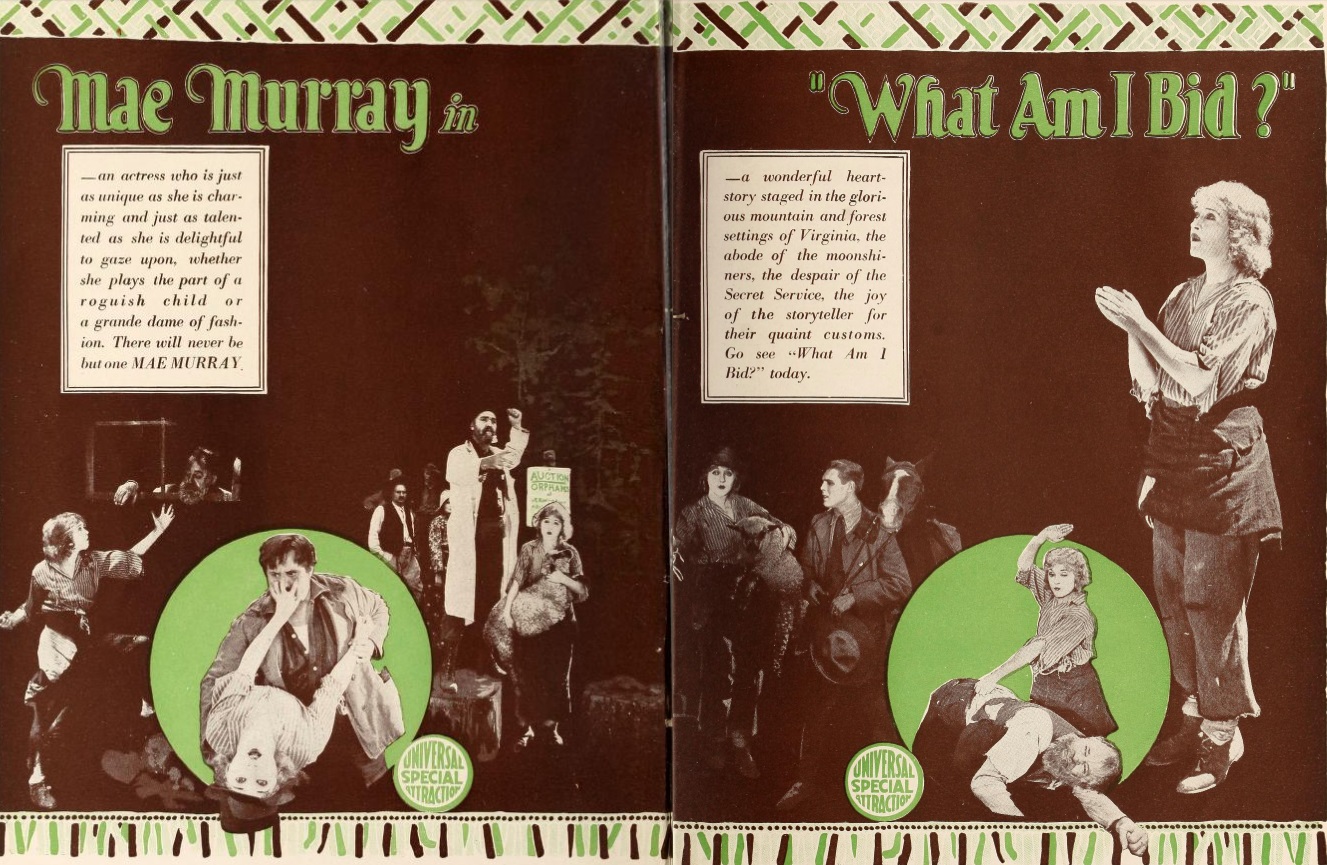 Mae Murray in
—an actress who is just
as unique as she is char-
ming and just as talen-
ted as she is delightful
to gaze upon, whether
she plays the part of a
roguish child or
a grande dame of fash-
ion. There will never be
but one MAE MURRAY.
AUCTION
ORPHANS
UNIVERSAL
SPECIAL
ATTRACTION
"What Am I Bid?"
—a wonderful heart-
story staged in the glori-
ous mountain and forest
settings of Virginia, the
abode of the moonshi-
ners, the despair of the
Secret Service, the joy
of the storyteller for
their quaint customs.
Go see “What Am I
Bid?” today.
UNIVERSAL
SPECIAL
ATTRACTION